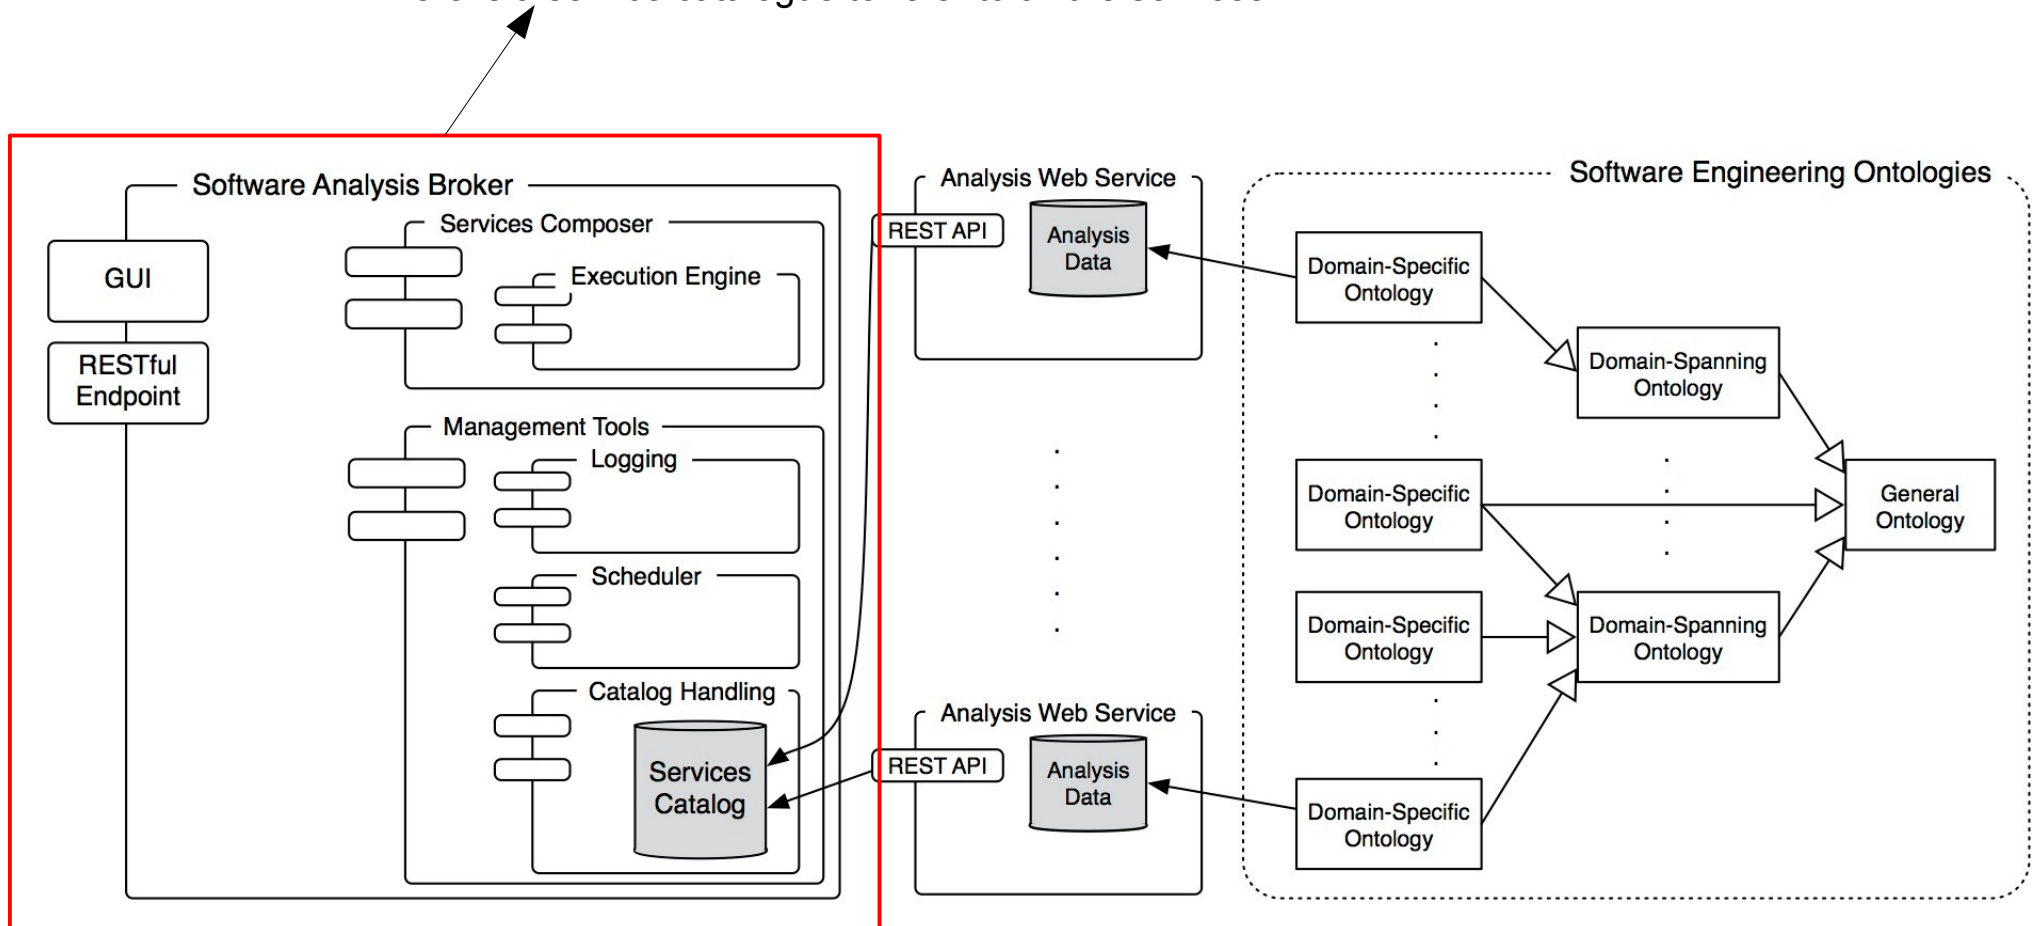 Software Analysis Broker
GUI
RESTful
Endpoint
Services Composer
Execution Engine
Management Tools
Logging
Scheduler
Catalog Handling
Services
Catalog
Analysis Web Service
REST API
Analysis
Data
Analysis Web Service
REST API
Analysis
Data
Software Engineering Ontologies
Domain-Specific
Ontology
Domain-Spanning
Ontology
Domain-Specific
Ontology
General
Ontology
Domain-Specific
Ontology
Domain-Spanning
Ontology
Domain-Specific
Ontology